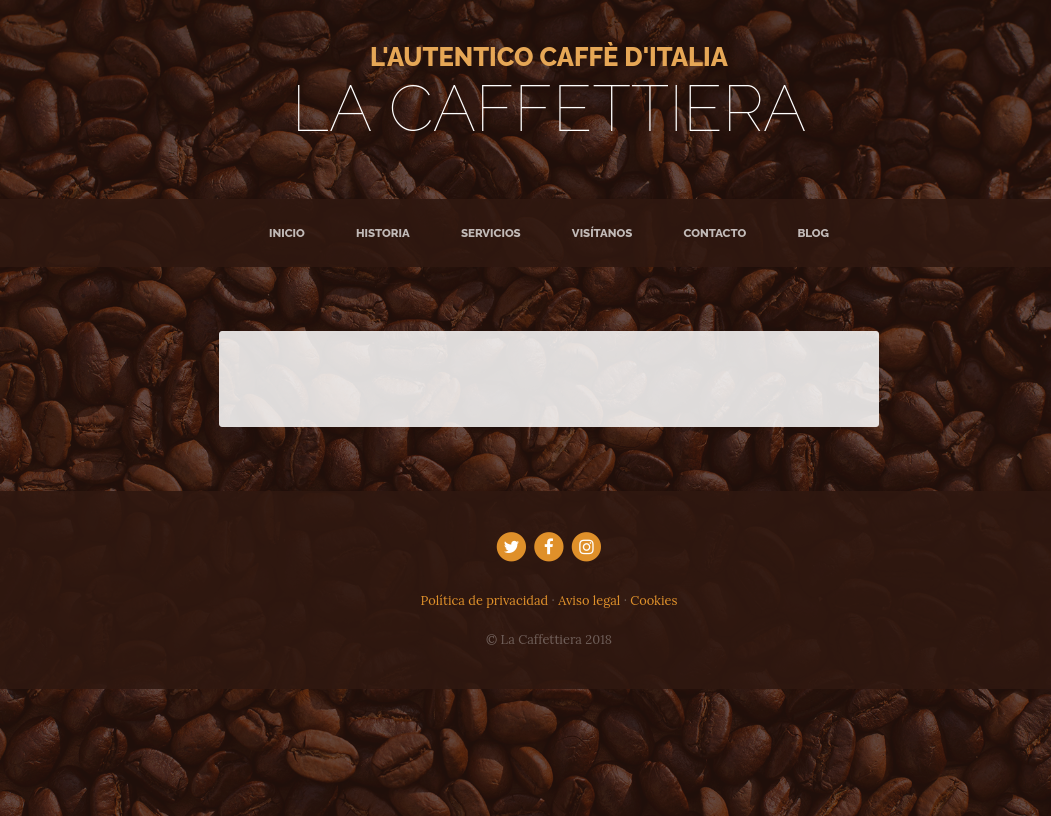 L'AUTENTICO CAFFÈ D'ITALIA
LA CAFFETTIERA
INICIO HISTORIA SERVICIOS VISÍTANOS CONTACTO BLOG
Política de privacidad · Aviso legal · Cookies
© La Caffettiera 2018